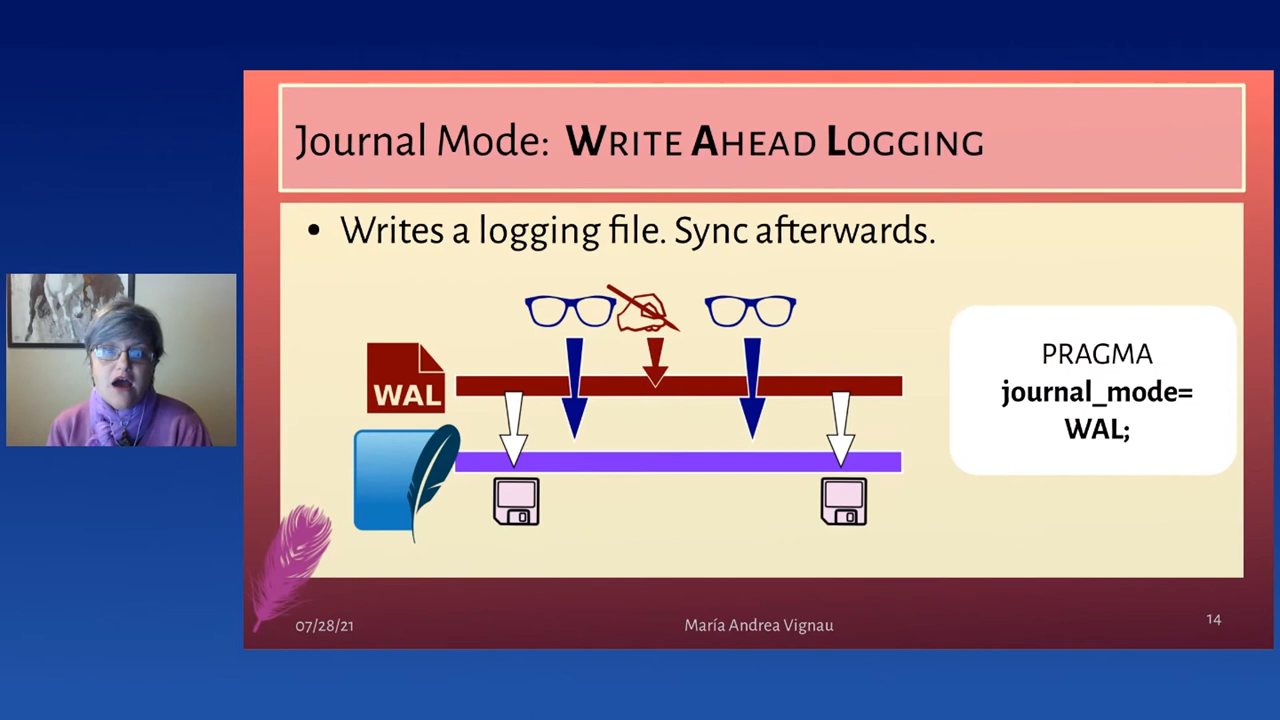 Journal Mode: WRITE AHEAD LOGGING
• Writes a logging file. Sync afterwards.
WAL
PRAGMA
journal_mode=
WAL;
07/28/21
María Andrea Vignau
14